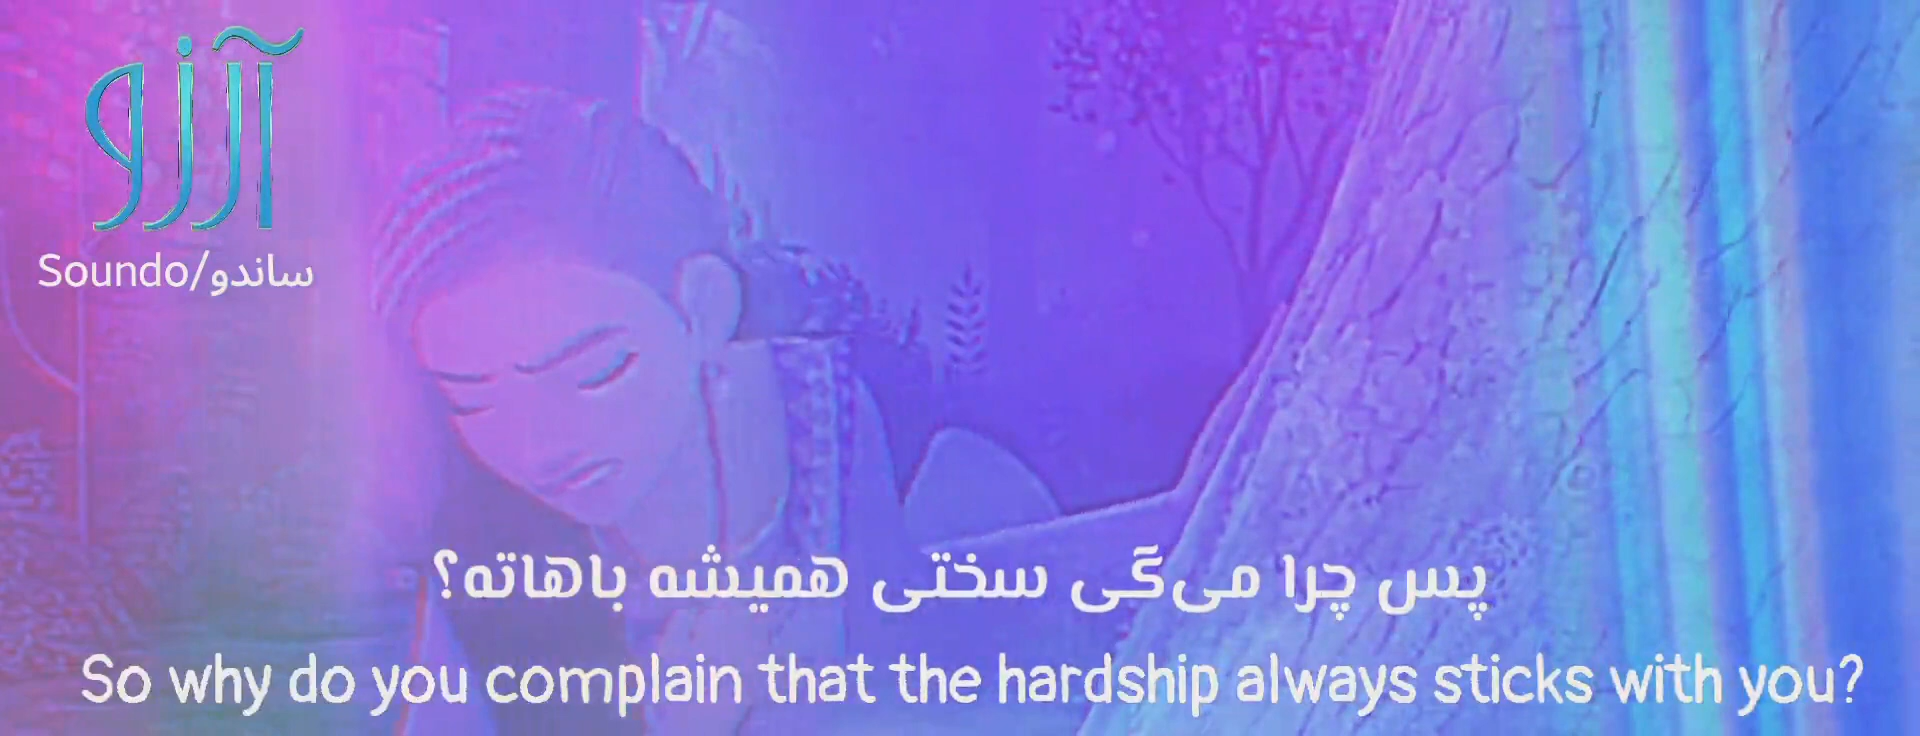 آرزو
Soundo/ساندو
پس چرا می‌گی سختی همیشه باهاته؟
So why do you complain that the hardship always sticks with you?